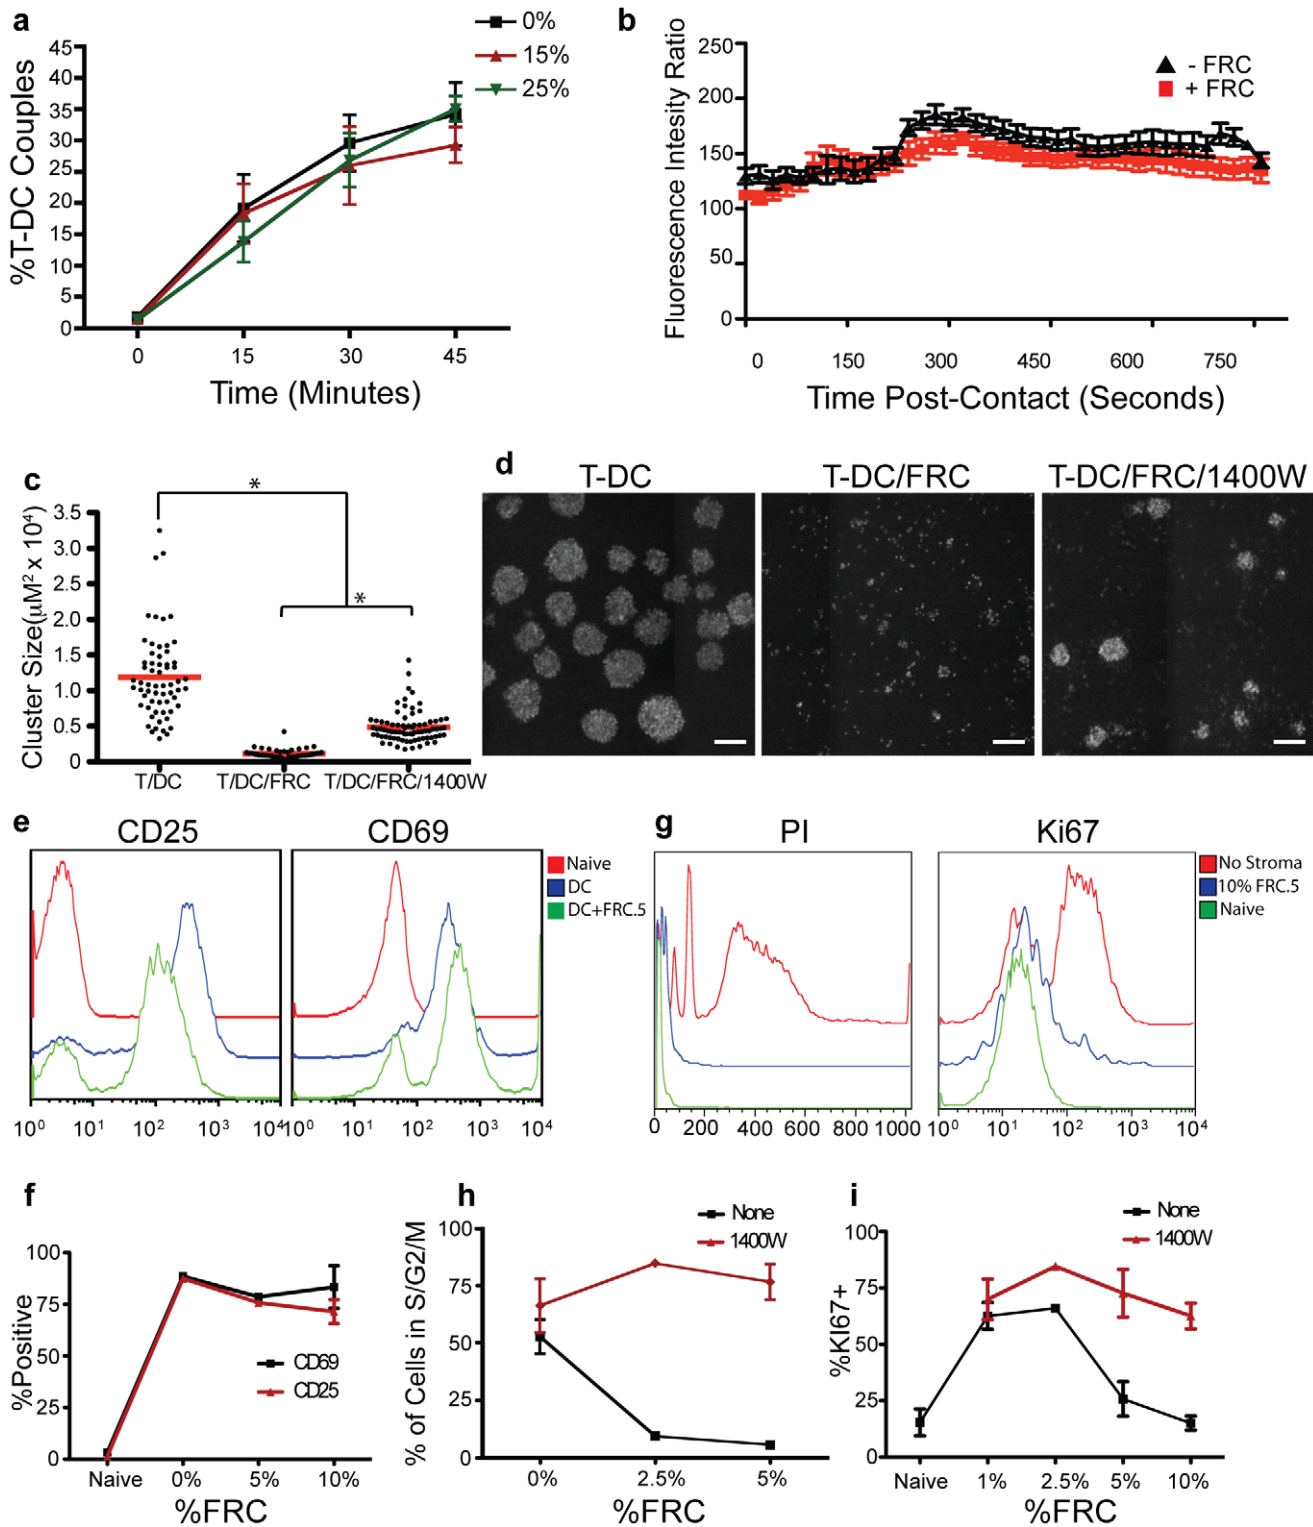 a
0%
15%
25%
%T-DC Couples
45
40
35
30
25
20
15
10
5
0
0 15 30 45
Time (Minutes)
b
- FRC
+ FRC
Fluorescence Intesity Ratio
250
200
150
100
50
0
0 150 300 450 600 750
Time Post-Contact (Seconds)
c
*
*
Cluster Size(µM² x 10⁴)
3.5
3.0
2.5
2.0
1.5
1.0
0.5
0
T/DC T/DC/FRC T/DC/FRC/1400W
d
T-DC T-DC/FRC T-DC/FRC/1400W
e
CD25 CD69
Naive
DC
DC+FRC.5
10⁰ 10¹ 10² 10³ 10⁴
10⁰ 10¹ 10² 10³ 10⁴
g
PI Ki67
No Stroma
10% FRC.5
Naive
0 200 400 600 800 1000
10⁰ 10¹ 10² 10³ 10⁴
f
%Positive
100
75
50
25
0
CD69
CD25
Naive 0% 5% 10%
%FRC
h
None
1400W
% of Cells in S/G2/M
100
75
50
25
0
0% 2.5% 5%
%FRC
i
None
1400W
%KI67+
100
75
50
25
0
Naive 1% 2.5% 5% 10%
%FRC